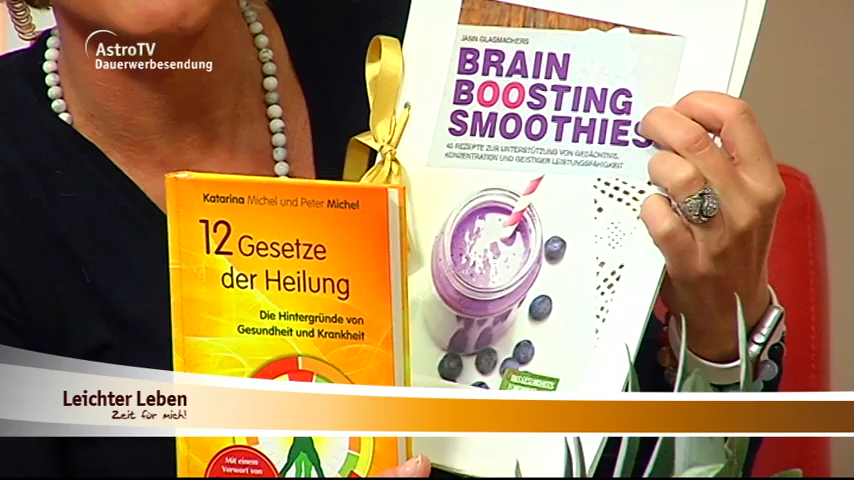 AstroTV
Dauerwerbesendung
JANN GLASMACHERS
BRAIN
BOOSTING
SMOOTHIES
40 REZEPTE ZUR UNTERSTÜTZUNG VON GEDÄCHTNIS,
KONZENTRATION UND GEISTIGER LEISTUNGSFÄHIGKEIT
Katarina Michel und Peter Michel
12 Gesetze
der Heilung
Die Hintergründe von
Gesundheit und Krankheit
Leichter Leben
Zeit für mich!
Mit einem
Vorwort von